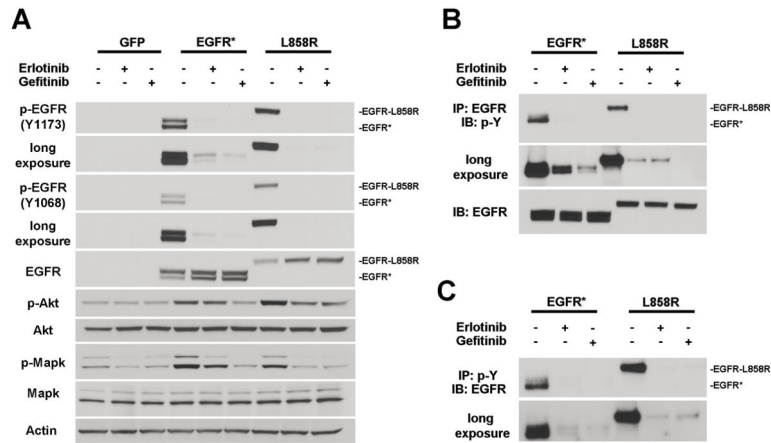 A
GFP EGFR* L858R
Erlotinib - + - - + - - + -
Gefitinib - - + - - + - - +
p-EGFR
(Y1173)
-EGFR-L858R
-EGFR*
long
exposure
p-EGFR
(Y1068)
-EGFR-L858R
-EGFR*
long
exposure
EGFR
-EGFR-L858R
-EGFR*
p-Akt
Akt
p-Mapk
Mapk
Actin
B
EGFR* L858R
Erlotinib - + - - + -
Gefitinib - - + - - +
IP: EGFR
IB: p-Y
-EGFR-L858R
-EGFR*
long
exposure
IB: EGFR
C
EGFR* L858R
Erlotinib - + - - + -
Gefitinib - - + - - +
IP: p-Y
IB: EGFR
-EGFR-L858R
-EGFR*
long
exposure